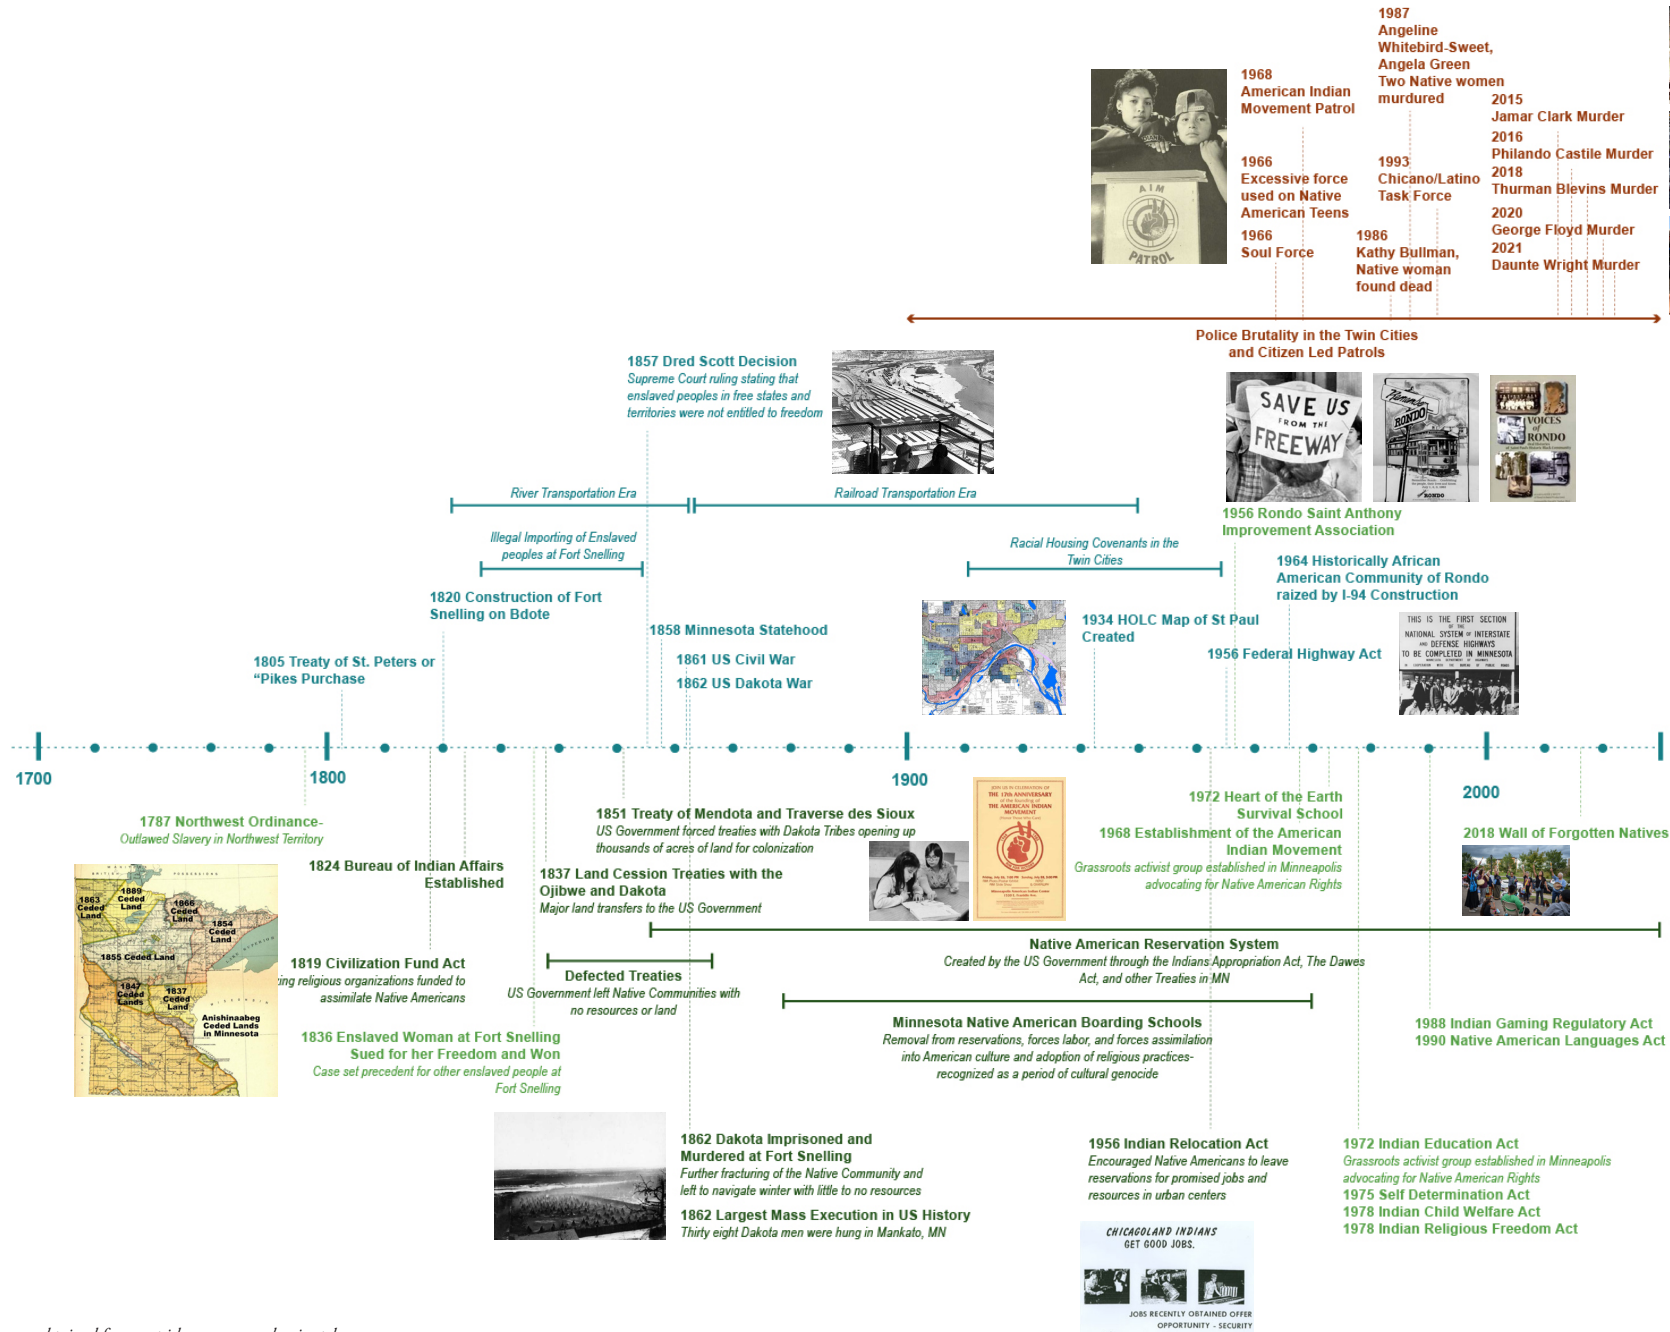 1987
Angeline
Whitebird-Sweet,
Angela Green
Two Native women
murdured
1968
American Indian
Movement Patrol
2015
Jamar Clark Murder
2016
Philando Castile Murder
1966
Excessive force
used on Native
American Teens
1993
Chicano/Latino
Task Force
2018
Thurman Blevins Murder
2020
George Floyd Murder
1966
Soul Force
1986
Kathy Bullman,
Native woman
found dead
2021
Daunte Wright Murder
AIM
PATROL
Police Brutality in the Twin Cities
and Citizen Led Patrols
1857 Dred Scott Decision
Supreme Court ruling stating that
enslaved peoples in free states and
territories were not entitled to freedom
SAVE US
FROM THE
FREEWAY
Remember
RONDO
RONDO
VOICES
of
RONDO
River Transportation Era
Railroad Transportation Era
1956 Rondo Saint Anthony
Improvement Association
Illegal Importing of Enslaved
peoples at Fort Snelling
Racial Housing Covenants in the
Twin Cities
1964 Historically African
American Community of Rondo
raized by I-94 Construction
1820 Construction of Fort
Snelling on Bdote
1934 HOLC Map of St Paul
Created
1858 Minnesota Statehood
1861 US Civil War
1862 US Dakota War
1956 Federal Highway Act
THIS IS THE FIRST SECTION
OF THE
NATIONAL SYSTEM OF INTERSTATE
AND DEFENSE HIGHWAYS
TO BE COMPLETED IN MINNESOTA
1805 Treaty of St. Peters or
“Pikes Purchase
1700
1800
1900
2000
1787 Northwest Ordinance-
Outlawed Slavery in Northwest Territory
1851 Treaty of Mendota and Traverse des Sioux
US Government forced treaties with Dakota Tribes opening up
thousands of acres of land for colonization
JOIN US IN CELEBRATION OF
THE 17th ANNIVERSARY
of the founding of
THE AMERICAN INDIAN
MOVEMENT
1972 Heart of the Earth
Survival School
1968 Establishment of the American
Indian Movement
Grassroots activist group established in Minneapolis
advocating for Native American Rights
2018 Wall of Forgotten Natives
1824 Bureau of Indian Affairs
Established
1837 Land Cession Treaties with the
Ojibwe and Dakota
Major land transfers to the US Government
1863
Ceded
Land
1889
Ceded
Land
1866
Ceded
Land
1854
Ceded
Land
1855 Ceded Land
1847
Ceded
Lands
1837
Ceded
Land
Anishinaabeg
Ceded Lands
in Minnesota
1819 Civilization Fund Act
ing religious organizations funded to
assimilate Native Americans
Native American Reservation System
Created by the US Government through the Indians Appropriation Act, The Dawes
Act, and other Treaties in MN
Defected Treaties
US Government left Native Communities with
no resources or land
Minnesota Native American Boarding Schools
Removal from reservations, forces labor, and forces assimilation
into American culture and adoption of religious practices-
recognized as a period of cultural genocide
1988 Indian Gaming Regulatory Act
1990 Native American Languages Act
1836 Enslaved Woman at Fort Snelling
Sued for her Freedom and Won
Case set precedent for other enslaved people at
Fort Snelling
1862 Dakota Imprisoned and
Murdered at Fort Snelling
Further fracturing of the Native Community and
left to navigate winter with little to no resources
1862 Largest Mass Execution in US History
Thirty eight Dakota men were hung in Mankato, MN
1956 Indian Relocation Act
Encouraged Native Americans to leave
reservations for promised jobs and
resources in urban centers
1972 Indian Education Act
Grassroots activist group established in Minneapolis
advocating for Native American Rights
1975 Self Determination Act
1978 Indian Child Welfare Act
1978 Indian Religious Freedom Act
CHICAGOLAND INDIANS
GET GOOD JOBS.
JOBS RECENTLY OBTAINED OFFER
OPPORTUNITY - SECURITY